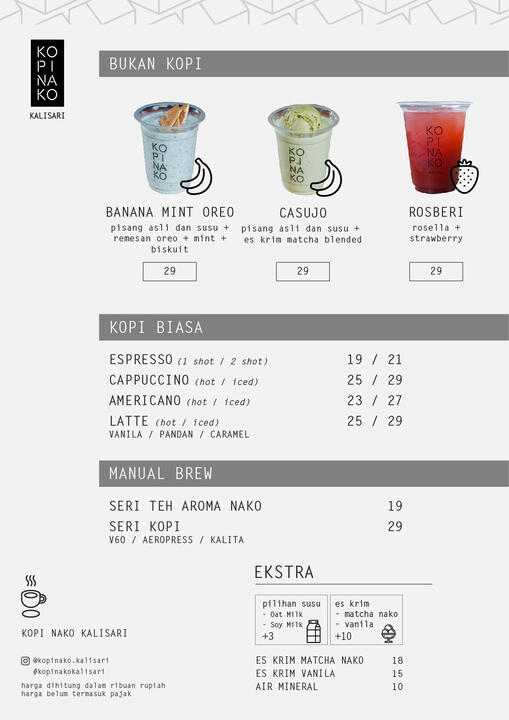 KO
PI
NA
KO
KALISARI
BUKAN KOPI
KO
PI
NA
KO
KO
PI
NA
KO
KO
PI
NA
KO
BANANA MINT OREO
pisang asli dan susu +
remesan oreo + mint +
biskuit
29
CASUJO
pisang asli dan susu +
es krim matcha blended
29
ROSBERI
rosella +
strawberry
29
KOPI BIASA
ESPRESSO (1 shot / 2 shot) 19 / 21
CAPPUCCINO (hot / iced) 25 / 29
AMERICANO (hot / iced) 23 / 27
LATTE (hot / iced) 25 / 29
VANILA / PANDAN / CARAMEL
MANUAL BREW
SERI TEH AROMA NAKO 19
SERI KOPI 29
V60 / AEROPRESS / KALITA
EKSTRA
pilihan susu
- Oat Milk
- Soy Milk
+3
es krim
- matcha nako
- vanila
+10
ES KRIM MATCHA NAKO 18
ES KRIM VANILA 15
AIR MINERAL 10
KOPI NAKO KALISARI
@kopinako.kalisari
#kopinakokalisari
harga dihitung dalam ribuan rupiah
harga belum termasuk pajak